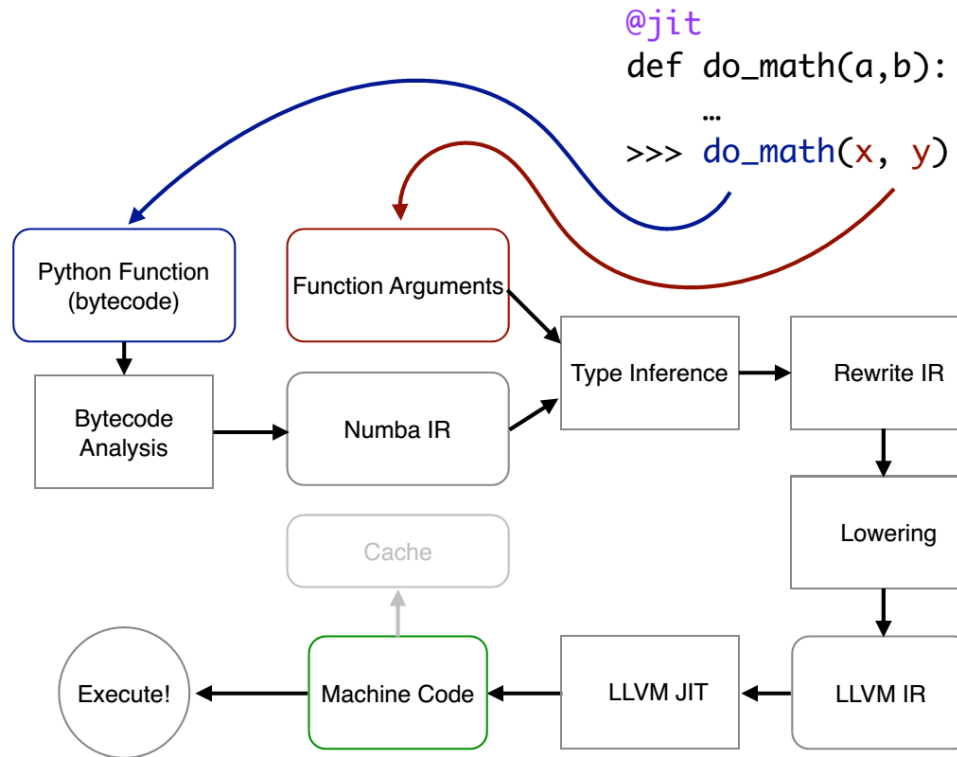 @jit
def do_math(a,b):
…
>>> do_math(x, y)
Python Function
(bytecode)
Function Arguments
Type Inference
Rewrite IR
Bytecode
Analysis
Numba IR
Cache
Lowering
Execute!
Machine Code
LLVM JIT
LLVM IR